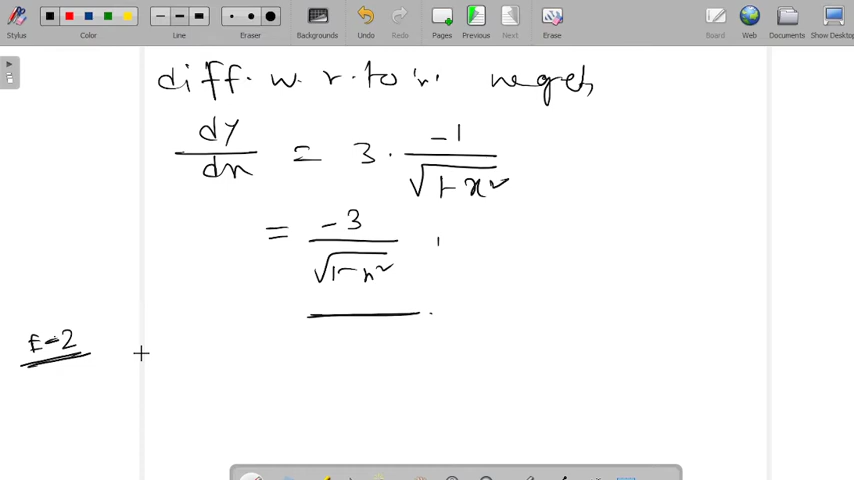 Stylus Color Line Eraser Backgrounds Undo Pages Previous Next Erase Board Web Documents Show Desktop
diff. w. r. to 'x'. we get,
dy/dx = 3 · -1/√1-x²
= -3/√1-x² .
E-2